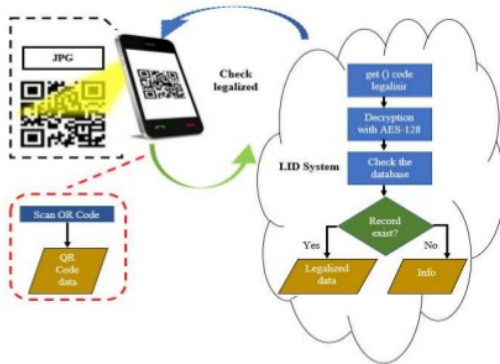 JPG
Check
legalized
Scan QR Code
QR
Code
data
LID System
get () code
legalisir
Decryption
with AES-128
Check the
database
Record
exist?
Yes
No
Legalized
data
Info